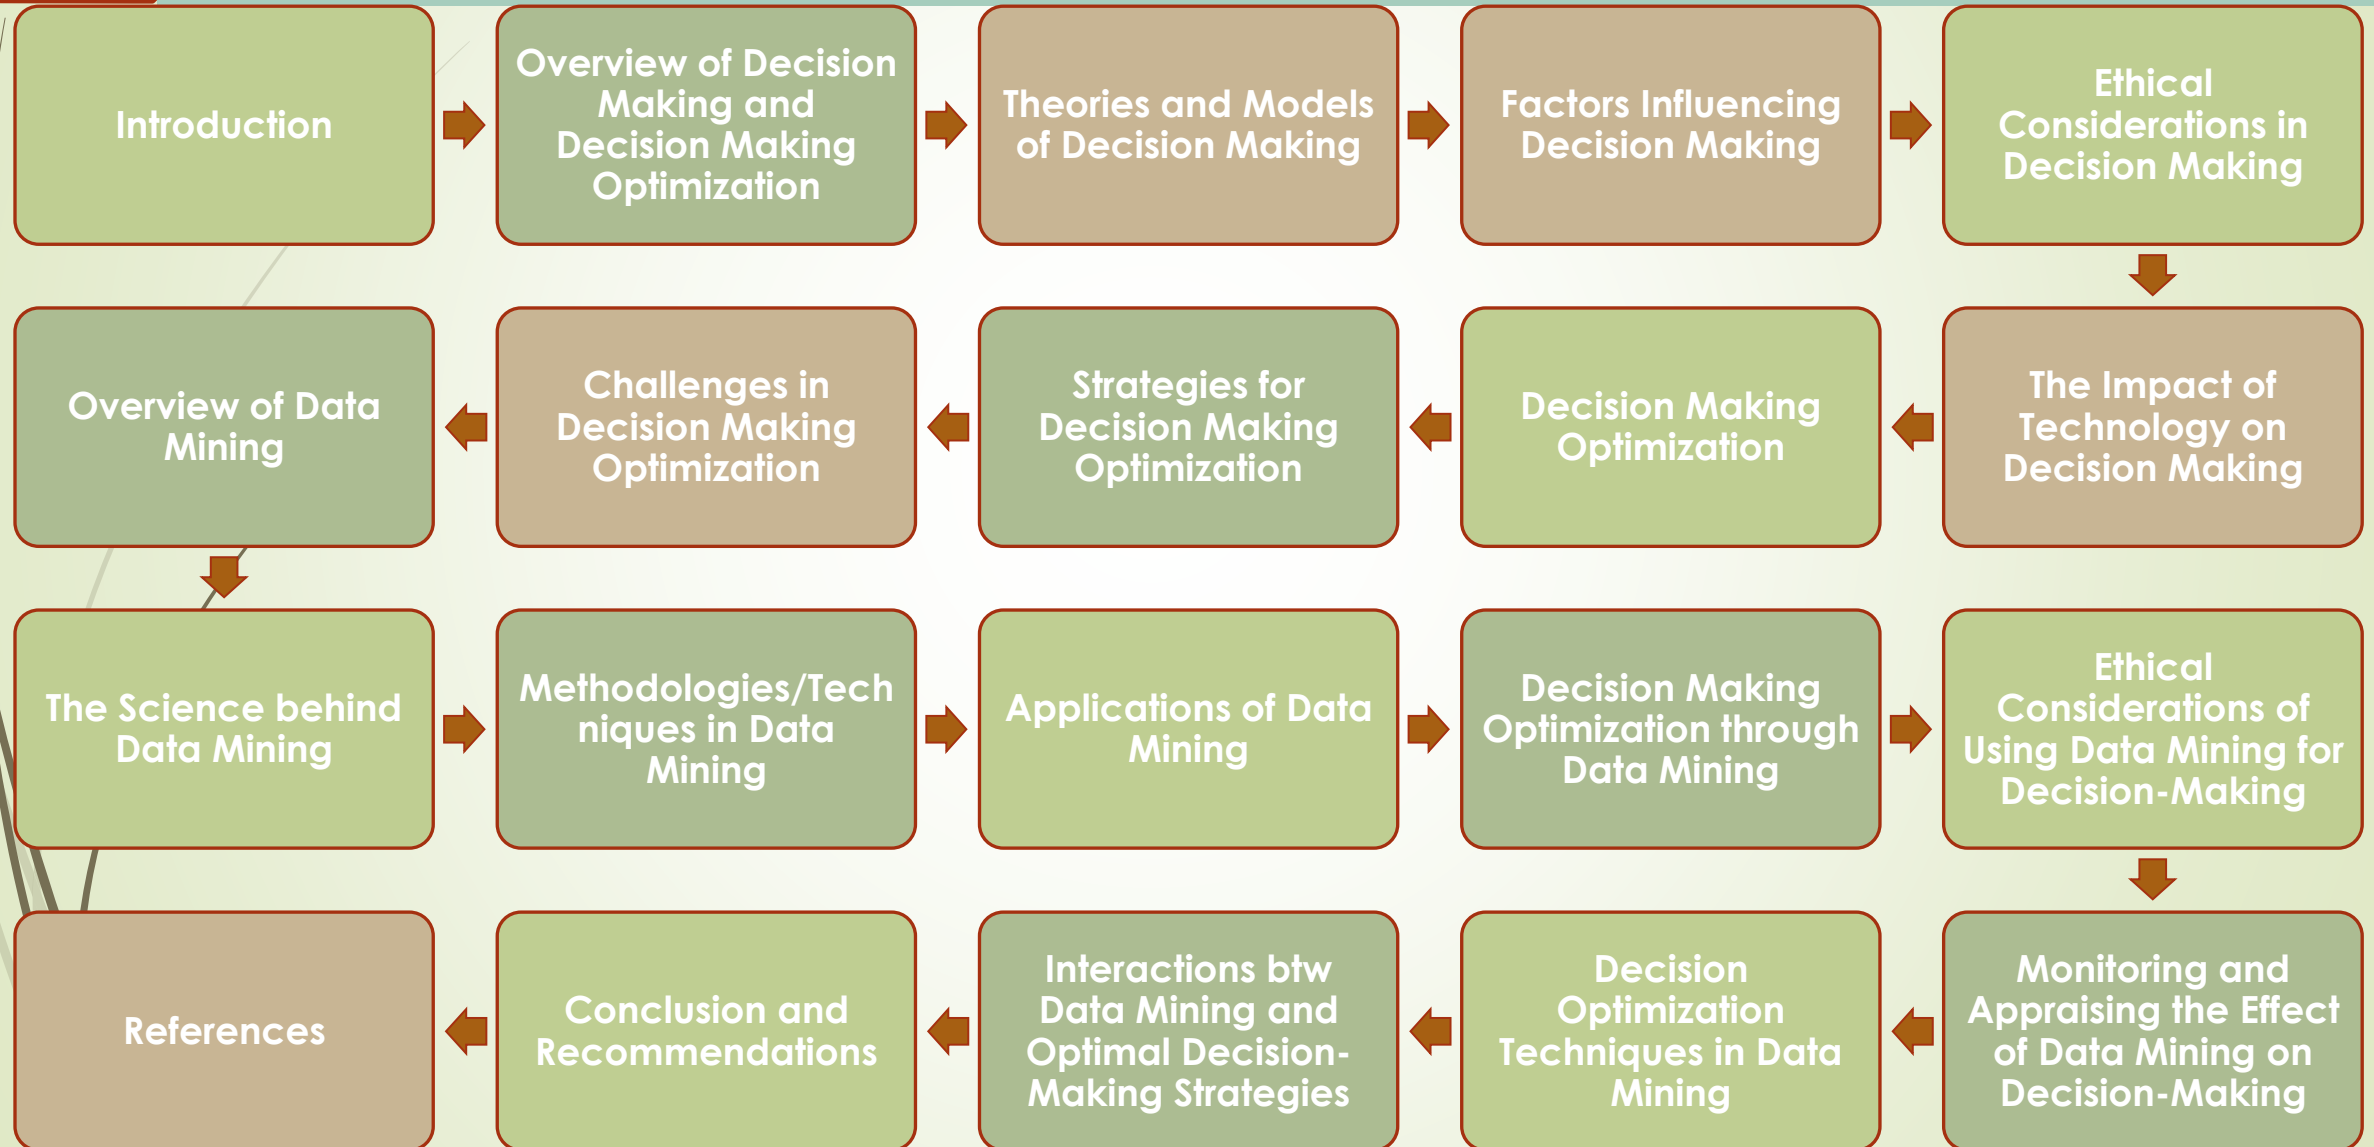 Introduction
Overview of Decision
Making and
Decision Making
Optimization
Theories and Models
of Decision Making
Factors Influencing
Decision Making
Ethical
Considerations in
Decision Making
The Impact of
Technology on
Decision Making
Decision Making
Optimization
Strategies for
Decision Making
Optimization
Challenges in
Decision Making
Optimization
Overview of Data
Mining
The Science behind
Data Mining
Methodologies/Tech
niques in Data
Mining
Applications of Data
Mining
Decision Making
Optimization through
Data Mining
Ethical
Considerations of
Using Data Mining for
Decision-Making
Monitoring and
Appraising the Effect
of Data Mining on
Decision-Making
Decision
Optimization
Techniques in Data
Mining
Interactions btw
Data Mining and
Optimal Decision-
Making Strategies
Conclusion and
Recommendations
References